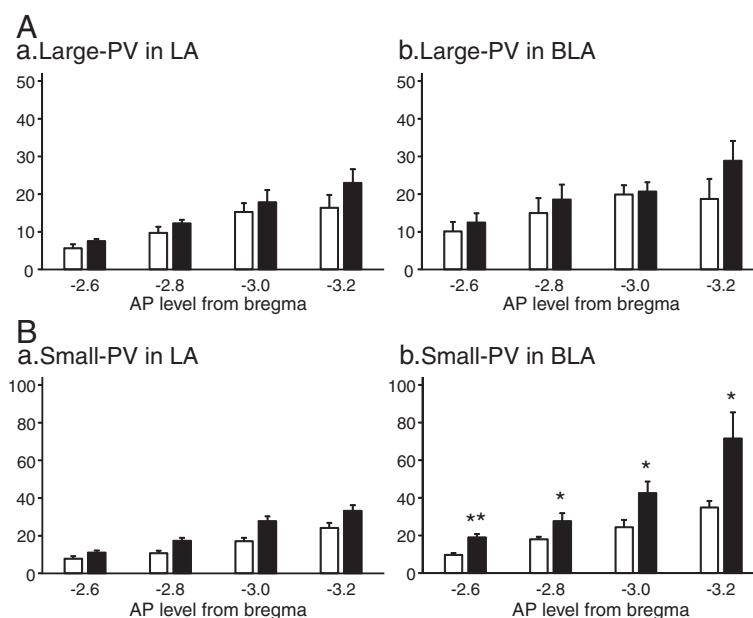 A
a.Large-PV in LA
b.Large-PV in BLA
50
40
30
20
10
0
-2.6 -2.8 -3.0 -3.2
AP level from bregma
50
40
30
20
10
0
-2.6 -2.8 -3.0 -3.2
AP level from bregma
B
a.Small-PV in LA
b.Small-PV in BLA
100
80
60
40
20
0
-2.6 -2.8 -3.0 -3.2
AP level from bregma
100
80
60
40
20
0
** * * *
-2.6 -2.8 -3.0 -3.2
AP level from bregma